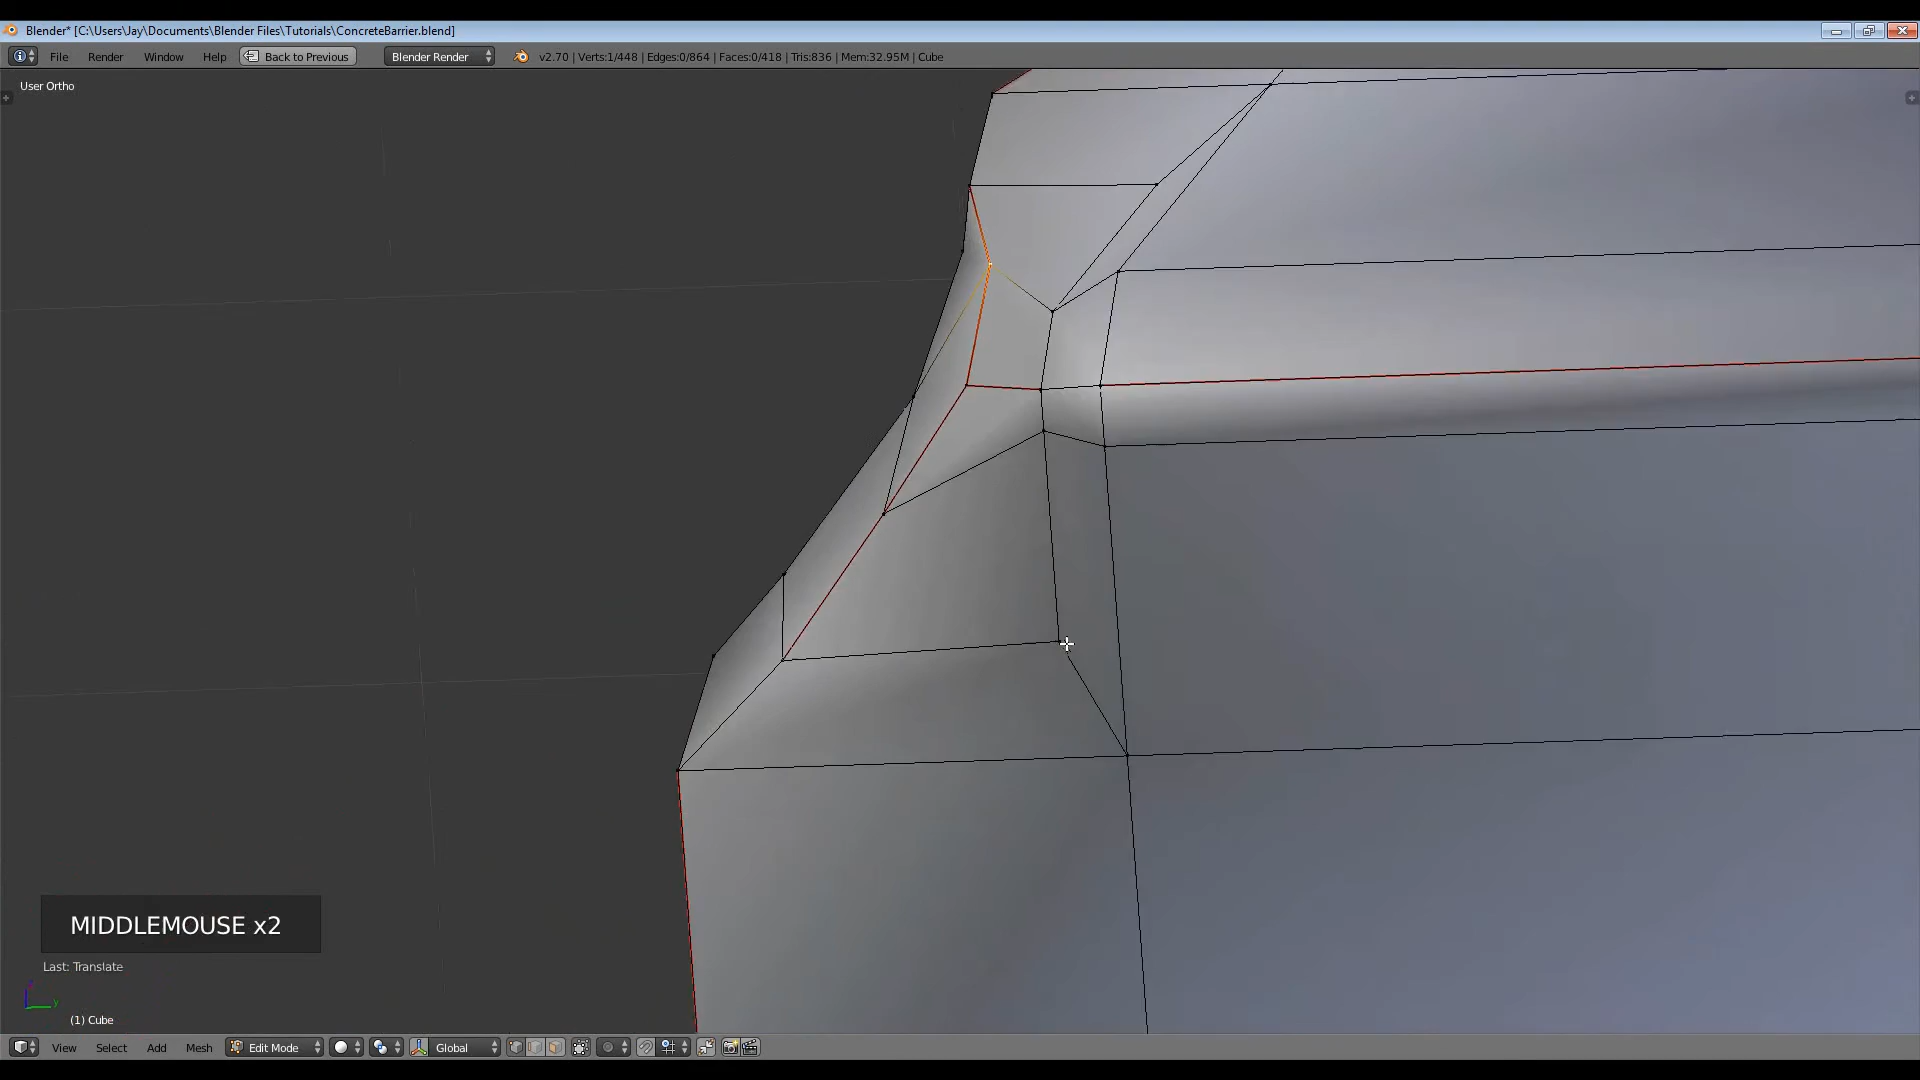 Blender* [C:\Users\Jay\Documents\Blender Files\Tutorials\ConcreteBarrier.blend]
File Render Window Help Back to Previous Blender Render v2.70 | Verts:1/448 | Edges:0/864 | Faces:0/418 | Tris:836 | Mem:32.95M | Cube
User Ortho
MIDDLEMOUSE x2
Last: Translate
y
(1) Cube
View Select Add Mesh Edit Mode Global